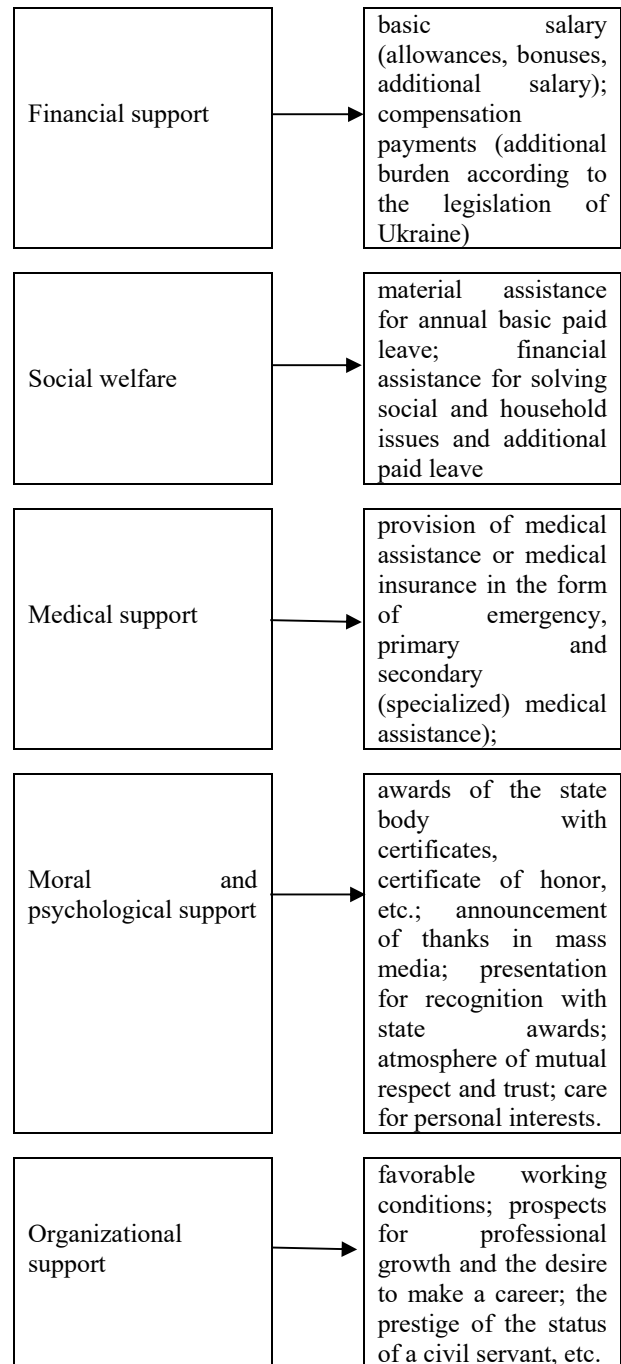 Financial support
basic salary
(allowances, bonuses,
additional salary);
compensation
payments (additional
burden according to
the legislation of
Ukraine)
Social welfare
material assistance
for annual basic paid
leave; financial
assistance for solving
social and household
issues and additional
paid leave
Medical support
provision of medical
assistance or medical
insurance in the form
of emergency,
primary and
secondary
(specialized) medical
assistance);
Moral and
psychological support
awards of the state
body with
certificates,
certificate of honor,
etc.; announcement
of thanks in mass
media; presentation
for recognition with
state awards;
atmosphere of mutual
respect and trust; care
for personal interests.
Organizational
support
favorable working
conditions; prospects
for professional
growth and the desire
to make a career; the
prestige of the status
of a civil servant, etc.